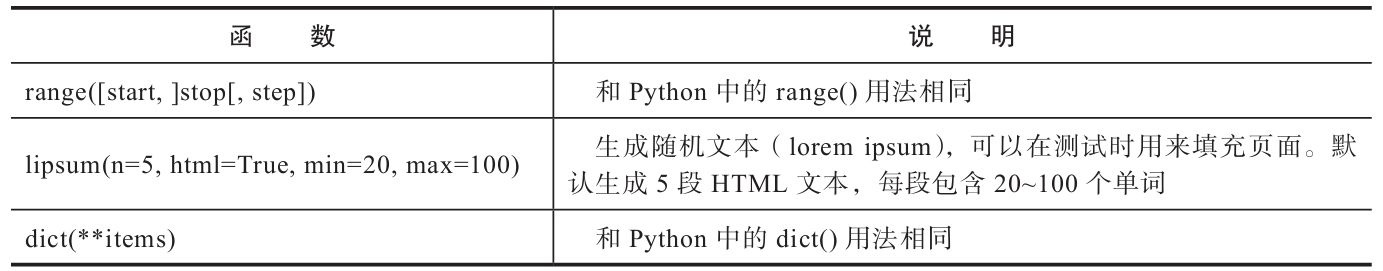 函 数 说 明
range([start, ]stop[, step]) 和 Python 中的 range() 用法相同
lipsum(n=5, html=True, min=20, max=100) 生成随机文本（lorem ipsum），可以在测试时用来填充页面。默
认生成 5 段 HTML 文本，每段包含 20~100 个单词
dict(**items) 和 Python 中的 dict() 用法相同